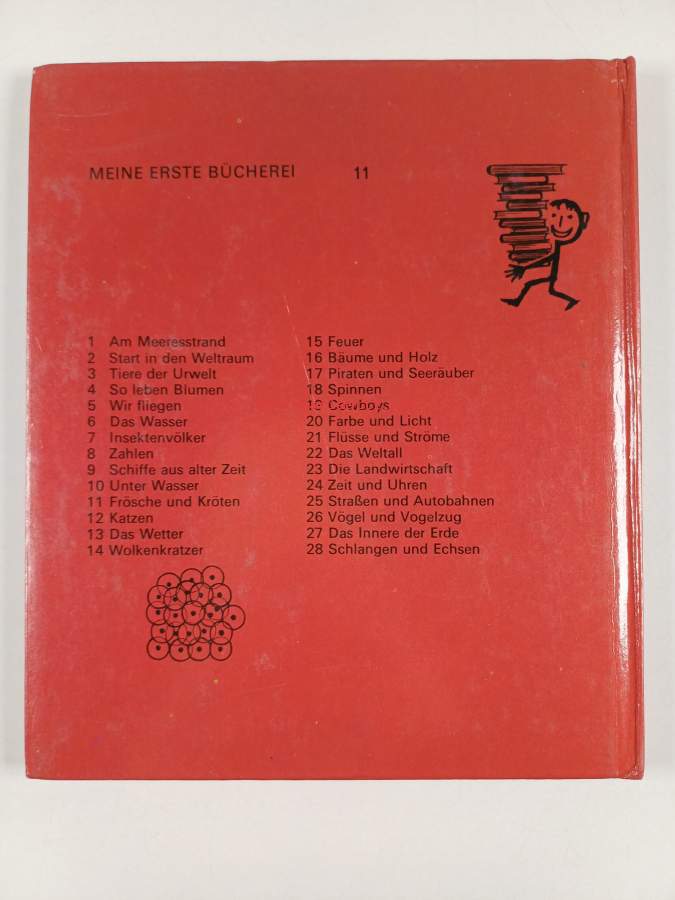 MEINE ERSTE BÜCHEREI 11
1 Am Meeresstrand
2 Start in den Weltraum
3 Tiere der Urwelt
4 So leben Blumen
5 Wir fliegen
6 Das Wasser
7 Insektenvölker
8 Zahlen
9 Schiffe aus alter Zeit
10 Unter Wasser
11 Frösche und Kröten
12 Katzen
13 Das Wetter
14 Wolkenkratzer
15 Feuer
16 Bäume und Holz
17 Piraten und Seeräuber
18 Spinnen
19 Cowboys
20 Farbe und Licht
21 Flüsse und Ströme
22 Das Weltall
23 Die Landwirtschaft
24 Zeit und Uhren
25 Straßen und Autobahnen
26 Vögel und Vogelzug
27 Das Innere der Erde
28 Schlangen und Echsen